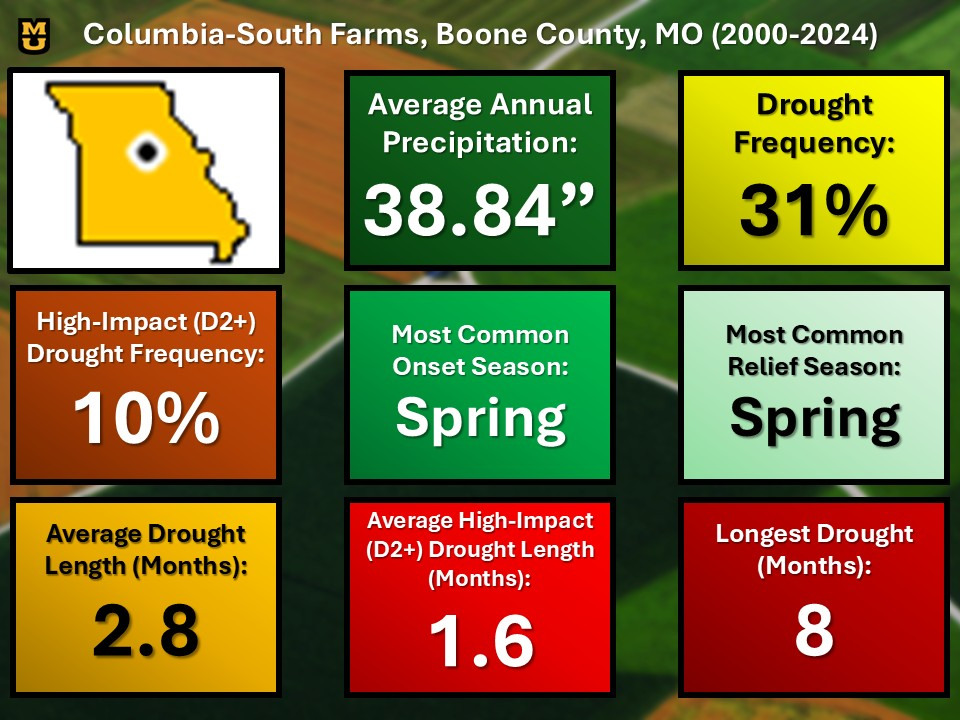 MU
Columbia-South Farms, Boone County, MO (2000-2024)
Average Annual
Precipitation:
38.84”
Drought
Frequency:
31%
High-Impact (D2+)
Drought Frequency:
10%
Most Common
Onset Season:
Spring
Most Common
Relief Season:
Spring
Average Drought
Length (Months):
2.8
Average High-Impact
(D2+) Drought Length
(Months):
1.6
Longest Drought
(Months):
8